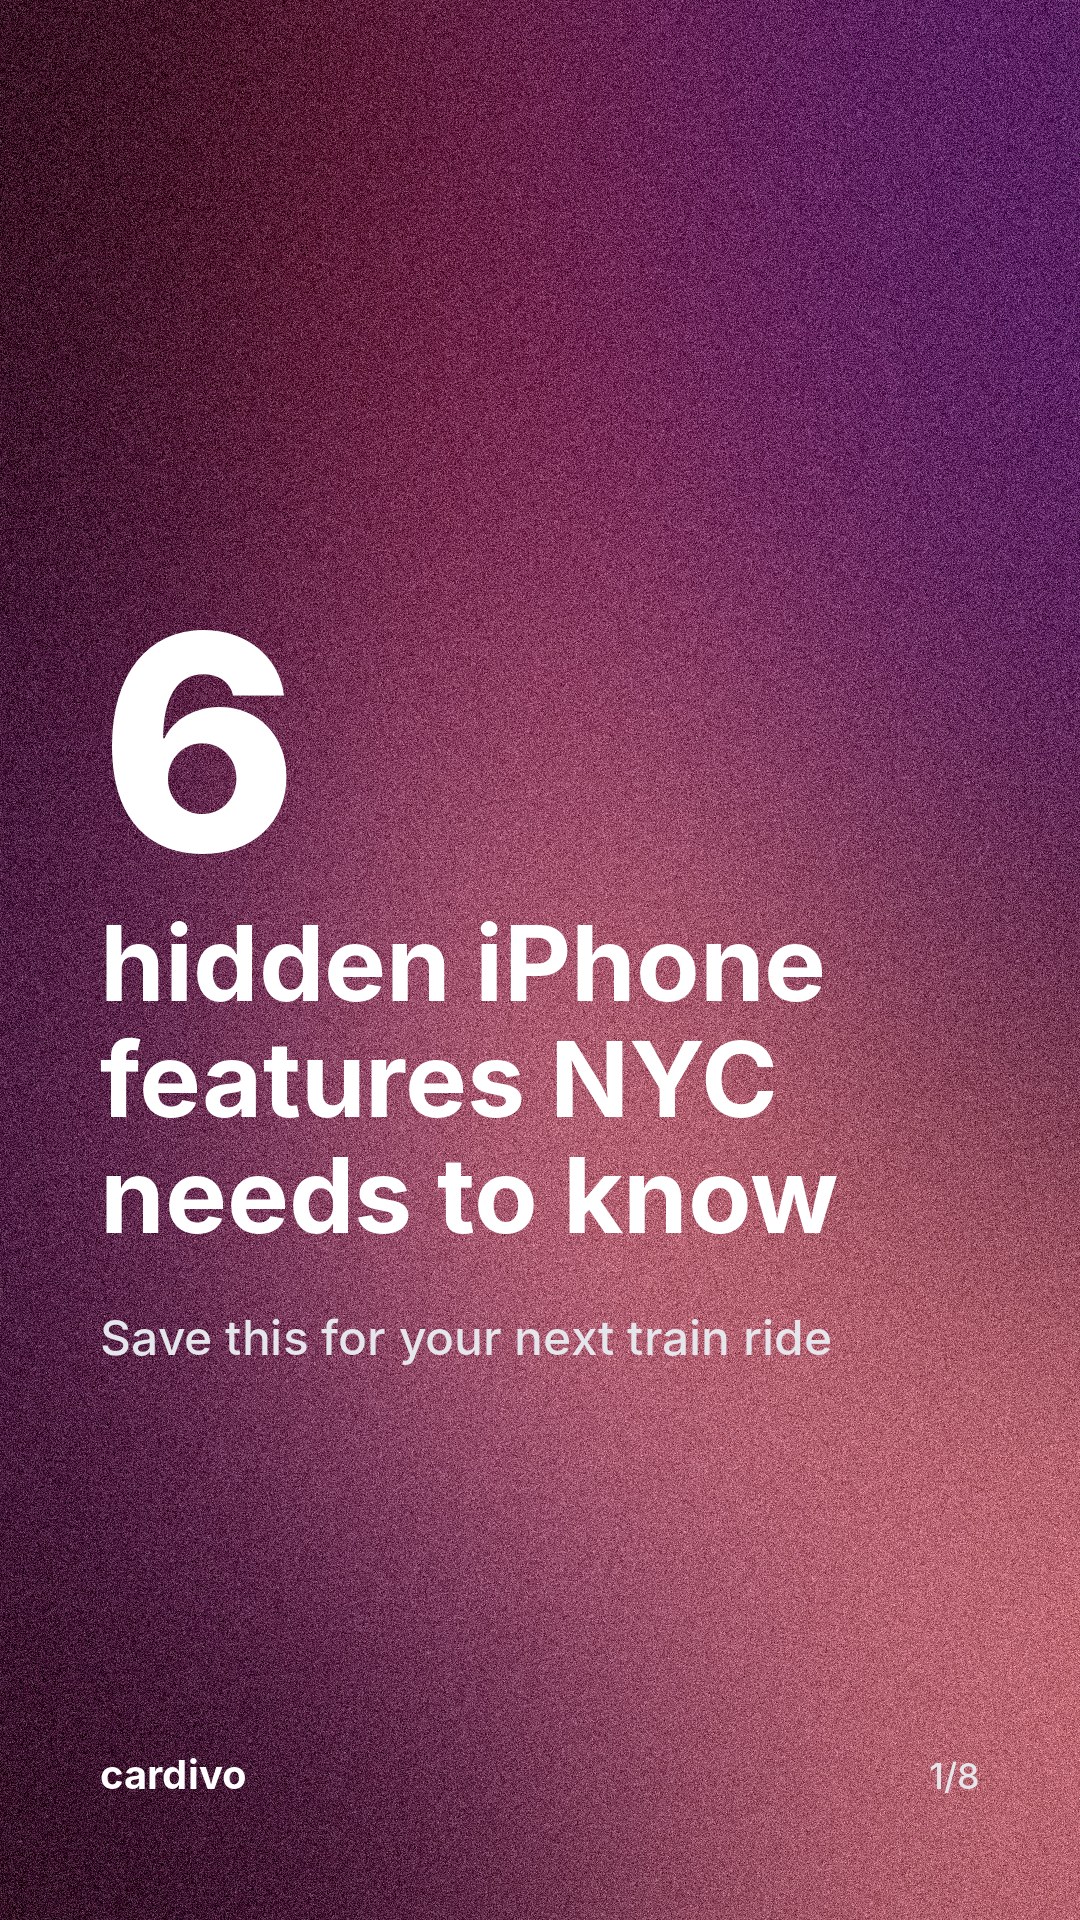 6
hidden iPhone
features NYC
needs to know
Save this for your next train ride
cardivo
1/8